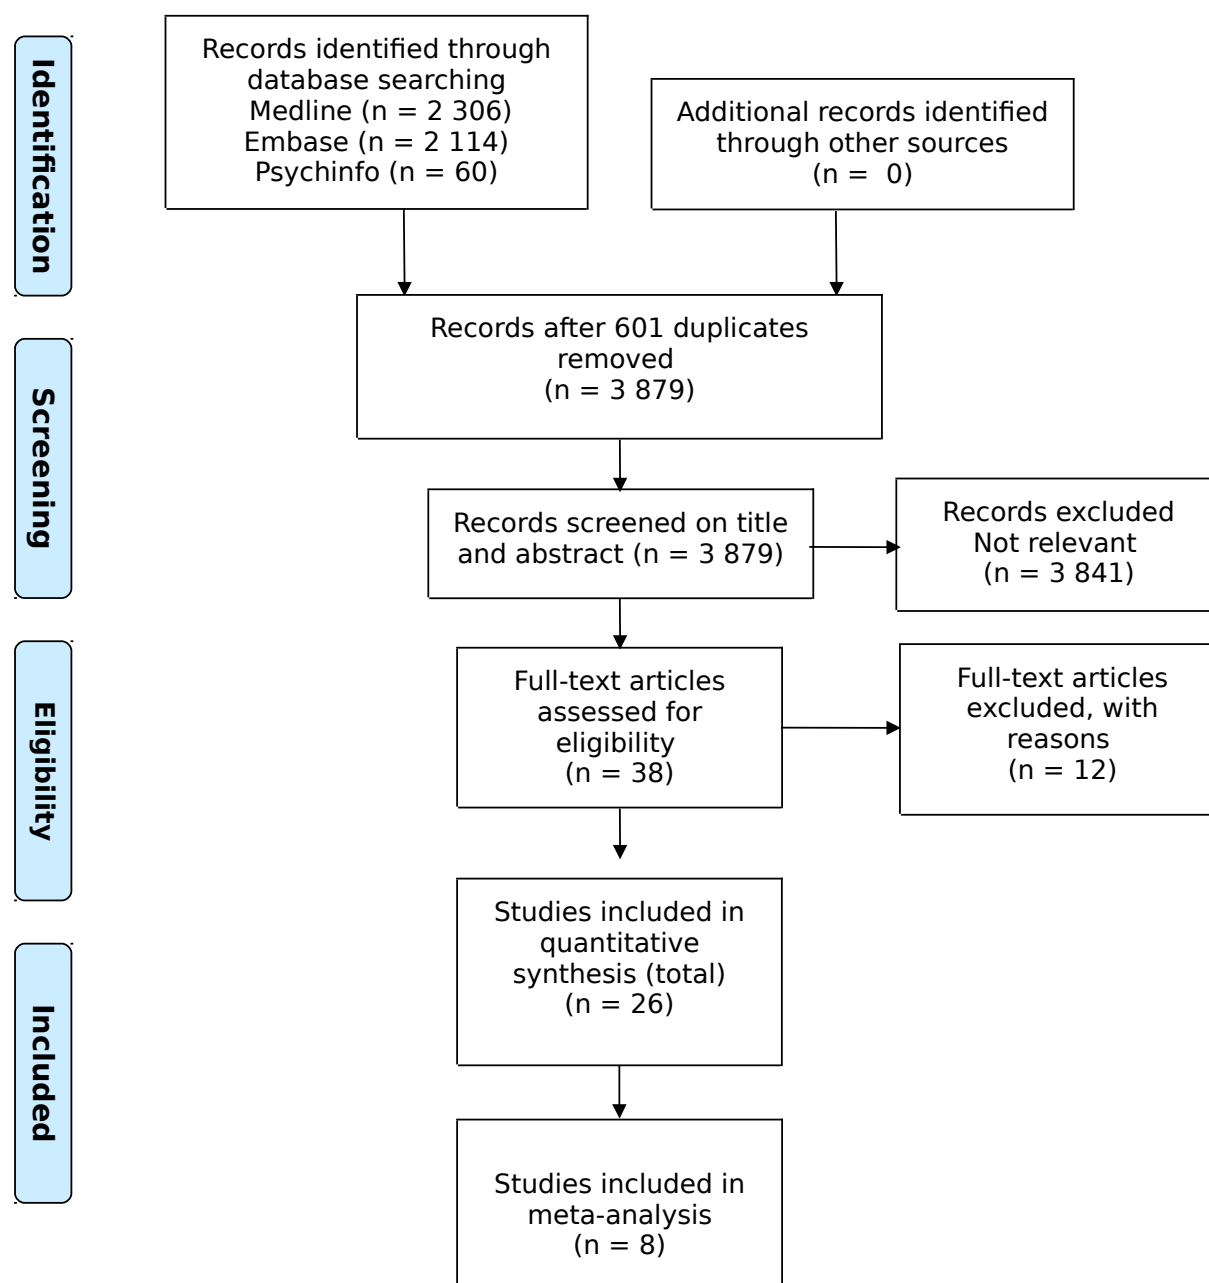 Identification
Records identified through
database searching
Medline (n = 2 306)
Embase (n = 2 114)
Psychinfo (n = 60)
Additional records identified
through other sources
(n =  0)
Records after 601 duplicates
removed
(n = 3 879)
Screening
Records screened on title
and abstract (n = 3 879)
Records excluded
Not relevant
(n = 3 841)
Eligibility
Full-text articles
assessed for
eligibility
(n = 38)
Full-text articles
excluded, with
reasons
(n = 12)
Included
Studies included in
quantitative
synthesis (total)
(n = 26)
Studies included in
meta-analysis
(n = 8)